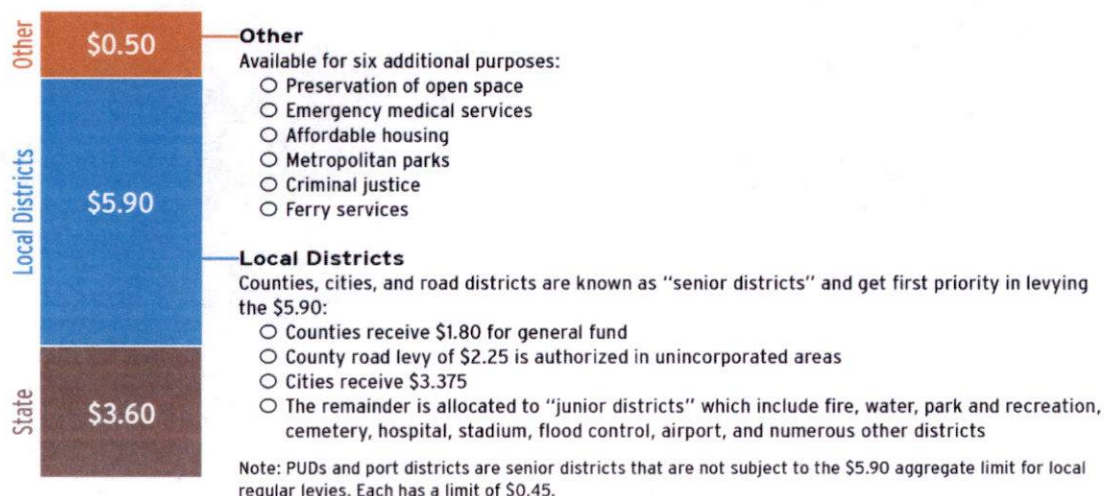 Other
$0.50
Local Districts
$5.90
State
$3.60
Other
Available for six additional purposes:
○ Preservation of open space
○ Emergency medical services
○ Affordable housing
○ Metropolitan parks
○ Criminal justice
○ Ferry services
Local Districts
Counties, cities, and road districts are known as "senior districts" and get first priority in levying
the $5.90:
○ Counties receive $1.80 for general fund
○ County road levy of $2.25 is authorized in unincorporated areas
○ Cities receive $3.375
○ The remainder is allocated to "junior districts" which include fire, water, park and recreation,
cemetery, hospital, stadium, flood control, airport, and numerous other districts
Note: PUDs and port districts are senior districts that are not subject to the $5.90 aggregate limit for local
regular levies. Each has a limit of $0.45.